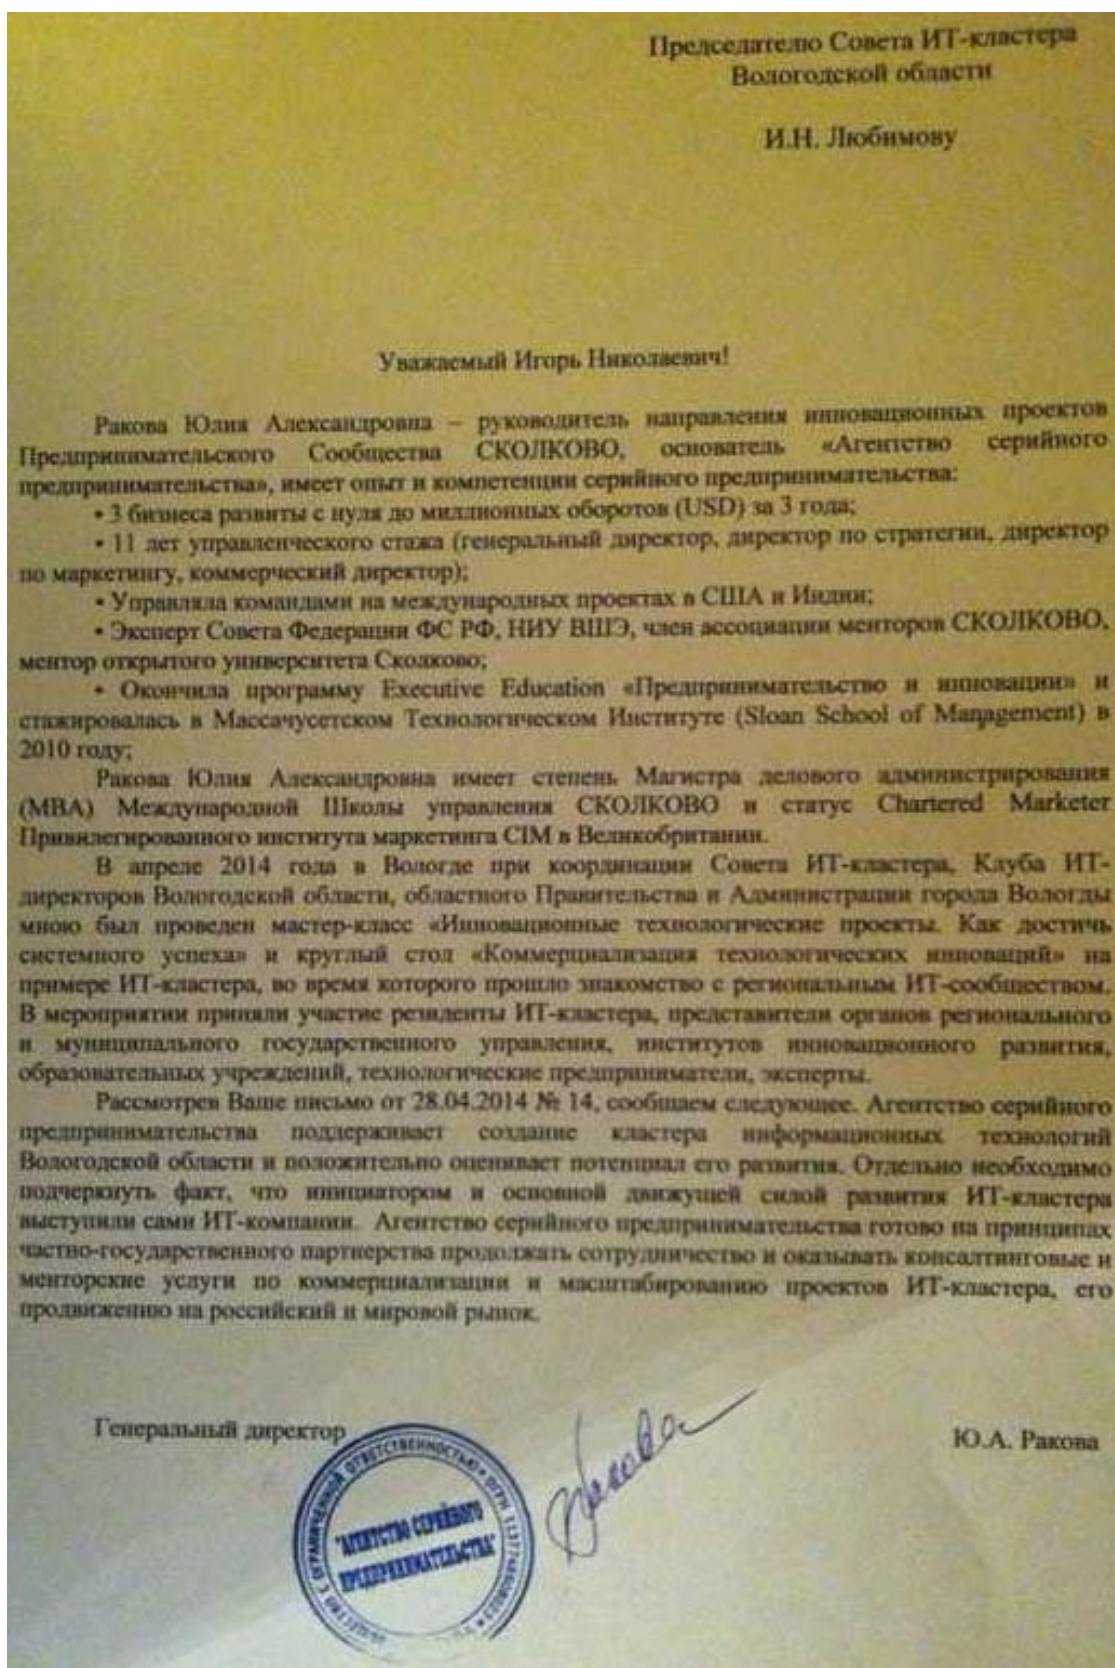 Председателю Совета ИТ-кластера
Вологодской области
И.Н. Любимову
Уважаемый Игорь Николаевич!
Ракова Юлия Александровна – руководитель направления инновационных проектов
Предпринимательского Сообщества СКОЛКОВО, основатель «Агентство серийного
предпринимательства», имеет опыт и компетенции серийного предпринимательства:
• 3 бизнеса развиты с нуля до миллионных оборотов (USD) за 3 года;
• 11 лет управленческого стажа (генеральный директор, директор по стратегии, директор
по маркетингу, коммерческий директор);
• Управляла командами на международных проектах в США и Индии;
• Эксперт Совета Федерации ФС РФ, НИУ ВШЭ, член ассоциации менторов СКОЛКОВО,
ментор открытого университета Сколково;
• Окончила программу Executive Education «Предпринимательство и инновации» и
стажировалась в Массачусетском Технологическом Институте (Sloan School of Management) в
2010 году;
Ракова Юлия Александровна имеет степень Магистра делового администрирования
(МВА) Международной Школы управления СКОЛКОВО и статус Chartered Marketer
Привилегированного института маркетинга CIM в Великобритании.
В апреле 2014 года в Вологде при координации Совета ИТ-кластера, Клуба ИТ-
директоров Вологодской области, областного Правительства и Администрации города Вологды
мною был проведен мастер-класс «Инновационные технологические проекты. Как достичь
системного успеха» и круглый стол «Коммерциализация технологических инноваций» на
примере ИТ-кластера, во время которого прошло знакомство с региональным ИТ-сообществом.
В мероприятии приняли участие резиденты ИТ-кластера, представители органов регионального
и муниципального государственного управления, институтов инновационного развития,
образовательных учреждений, технологические предприниматели, эксперты.
Рассмотрев Ваше письмо от 28.04.2014 № 14, сообщаем следующее. Агентство серийного
предпринимательства поддерживает создание кластера информационных технологий
Вологодской области и положительно оценивает потенциал его развития. Отдельно необходимо
подчеркнуть факт, что инициатором и основной движущей силой развития ИТ-кластера
выступили сами ИТ-компании. Агентство серийного предпринимательства готово на принципах
частно-государственного партнерства продолжать сотрудничество и оказывать консалтинговые и
менторские услуги по коммерциализации и масштабированию проектов ИТ-кластера, его
продвижению на российский и мировой рынок.
Генеральный директор
Ю.А. Ракова
ОБЩЕСТВО С ОГРАНИЧЕННОЙ ОТВЕТСТВЕННОСТЬЮ • ОГРН
"АГЕНТСТВО СЕРИЙНОГО
ПРЕДПРИНИМАТЕЛЬСТВА"
Ракова